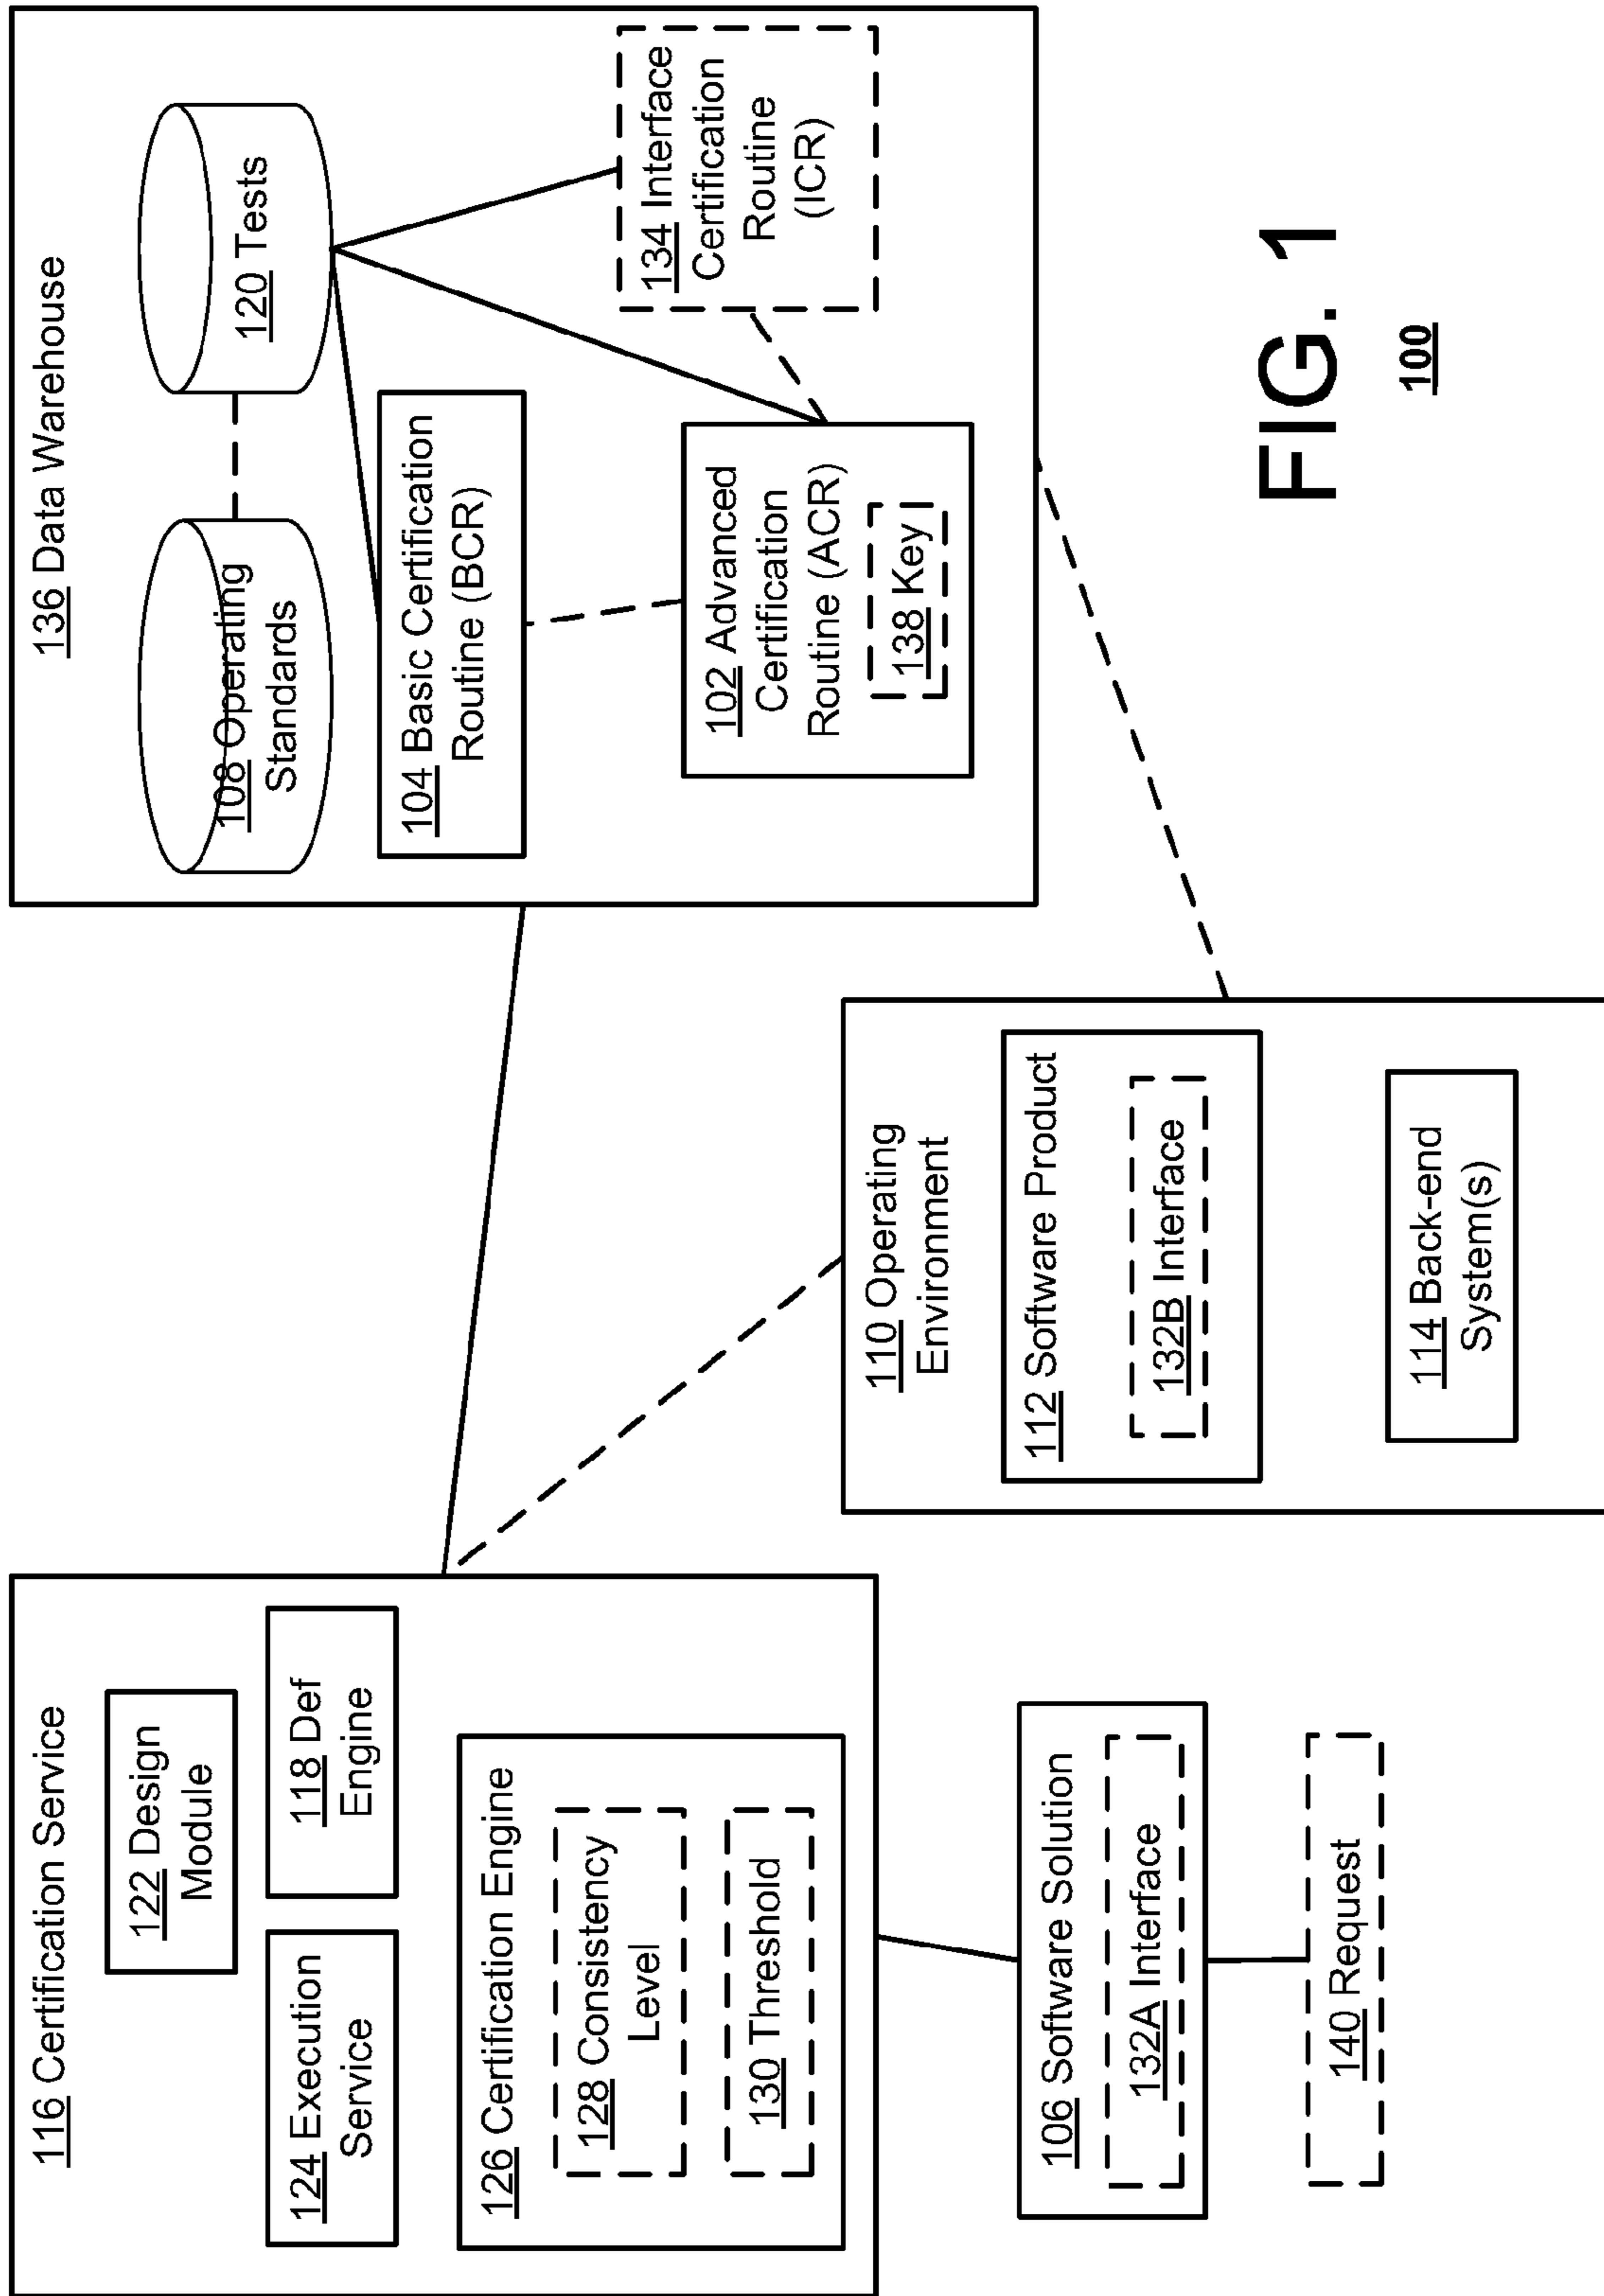 116 Certification Service
122 Design
Module
124 Execution
Service
118 Def
Engine
126 Certification Engine
128 Consistency
Level
130 Threshold
106 Software Solution
132A Interface
140 Request
110 Operating
Environment
112 Software Product
132B Interface
114 Back-end
System(s)
136 Data Warehouse
108 Operating
Standards
120 Tests
104 Basic Certification
Routine (BCR)
134 Interface
Certification
Routine
(ICR)
102 Advanced
Certification
Routine (ACR)
138 Key
FIG. 1
100